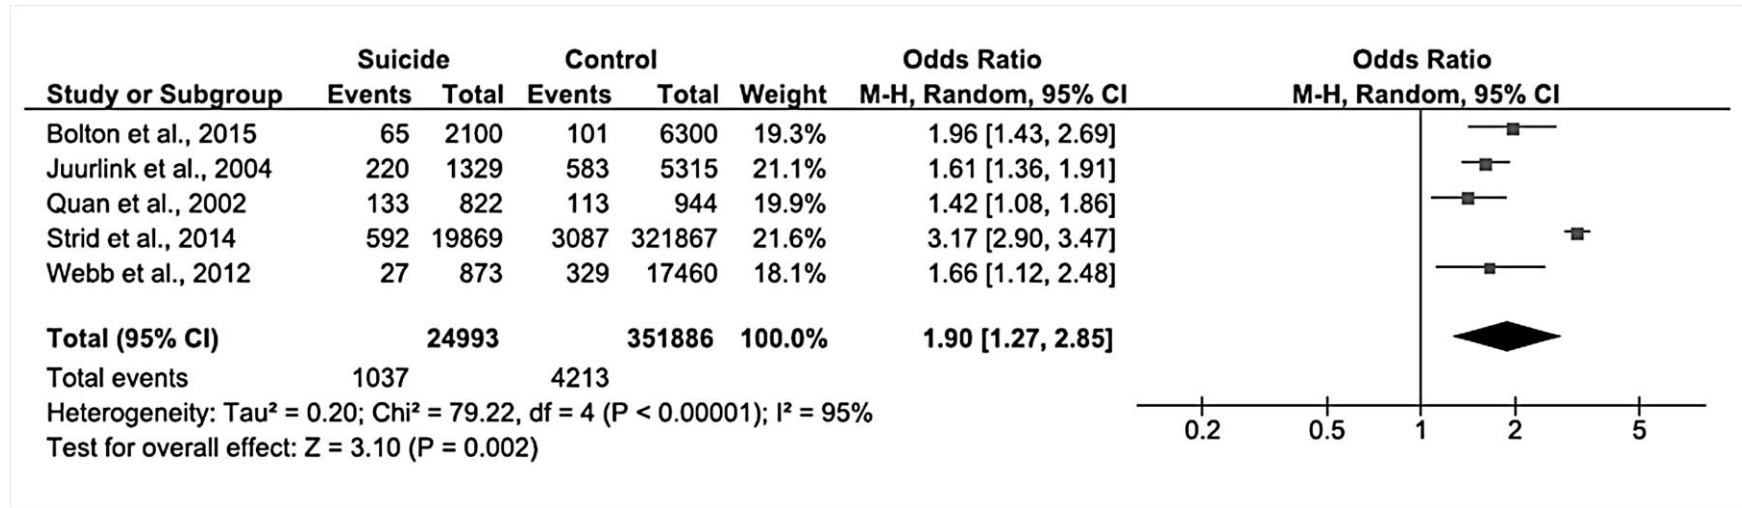 Suicide Control Odds Ratio Odds Ratio
Study or Subgroup Events Total Events Total Weight M-H, Random, 95% CI M-H, Random, 95% CI
Bolton et al., 2015 65 2100 101 6300 19.3% 1.96 [1.43, 2.69]
Juurlink et al., 2004 220 1329 583 5315 21.1% 1.61 [1.36, 1.91]
Quan et al., 2002 133 822 113 944 19.9% 1.42 [1.08, 1.86]
Strid et al., 2014 592 19869 3087 321867 21.6% 3.17 [2.90, 3.47]
Webb et al., 2012 27 873 329 17460 18.1% 1.66 [1.12, 2.48]
Total (95% CI) 24993 351886 100.0% 1.90 [1.27, 2.85]
Total events 1037 4213
Heterogeneity: Tau² = 0.20; Chi² = 79.22, df = 4 (P < 0.00001); I² = 95%
Test for overall effect: Z = 3.10 (P = 0.002)
0.2 0.5 1 2 5